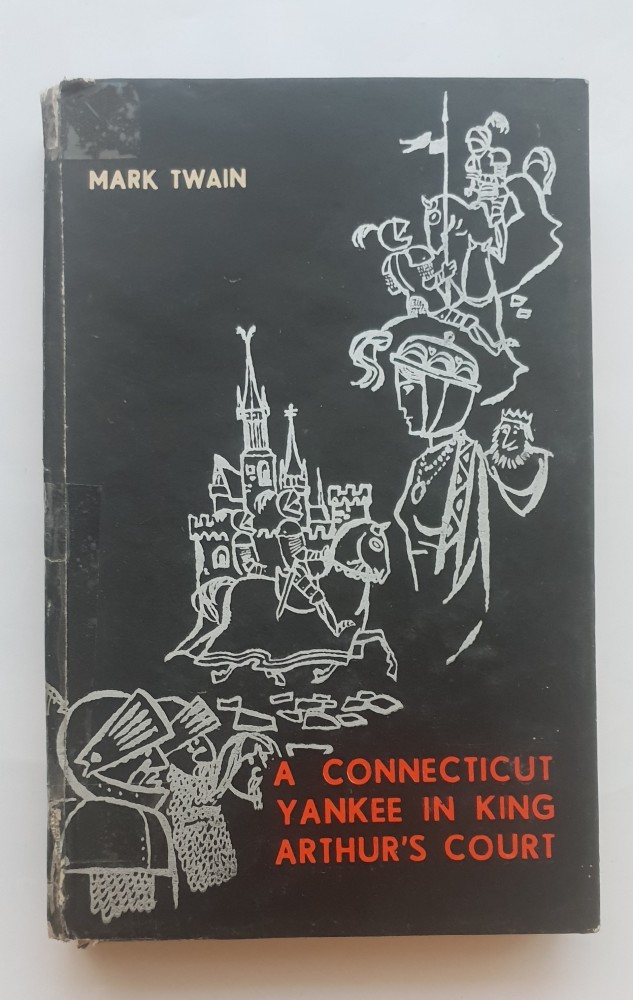 MARK TWAIN
A CONNECTICUT
YANKEE IN KING
ARTHUR'S COURT